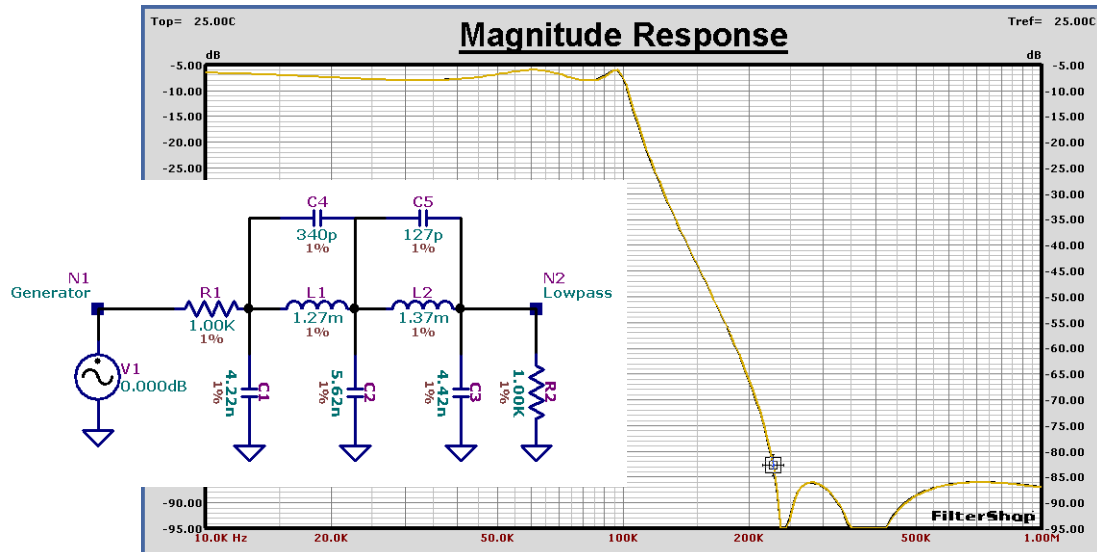 Top= 25.00C
Magnitude Response
Tref= 25.00C
dB
dB
-5.00
-10.00
-15.00
-20.00
-25.00
-90.00
-95.00
-5.00
-10.00
-15.00
-20.00
-25.00
-30.00
-35.00
-40.00
-45.00
-50.00
-55.00
-60.00
-65.00
-70.00
-75.00
-80.00
-85.00
-90.00
-95.00
C4
340p
1%
C5
127p
1%
N1
Generator
R1
1.00K
1%
L1
1.27m
1%
L2
1.37m
1%
N2
Lowpass
V1
0.000dB
C1
4.22n
1%
C2
5.62n
1%
C3
4.42n
1%
R2
1.00K
1%
FilterShop
10.0K Hz
20.0K
50.0K
100K
200K
500K
1.00M